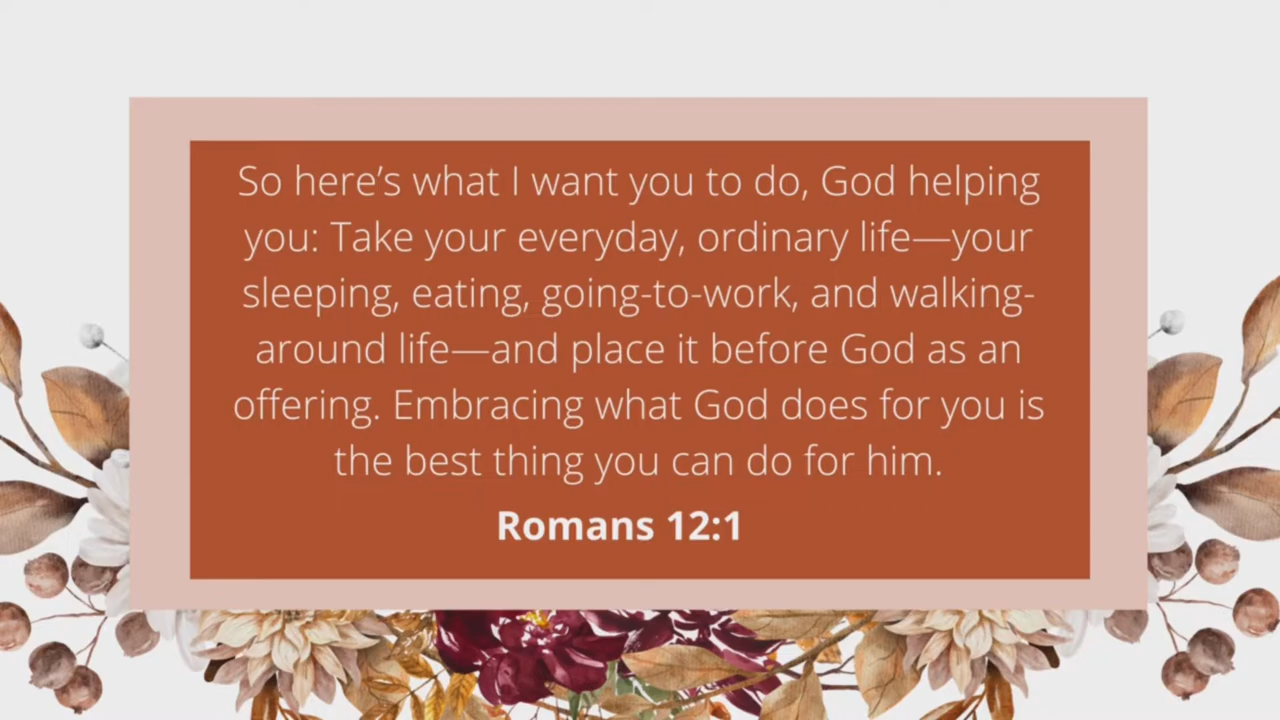 So here’s what I want you to do, God helping
you: Take your everyday, ordinary life—your
sleeping, eating, going-to-work, and walking-
around life—and place it before God as an
offering. Embracing what God does for you is
the best thing you can do for him.
Romans 12:1